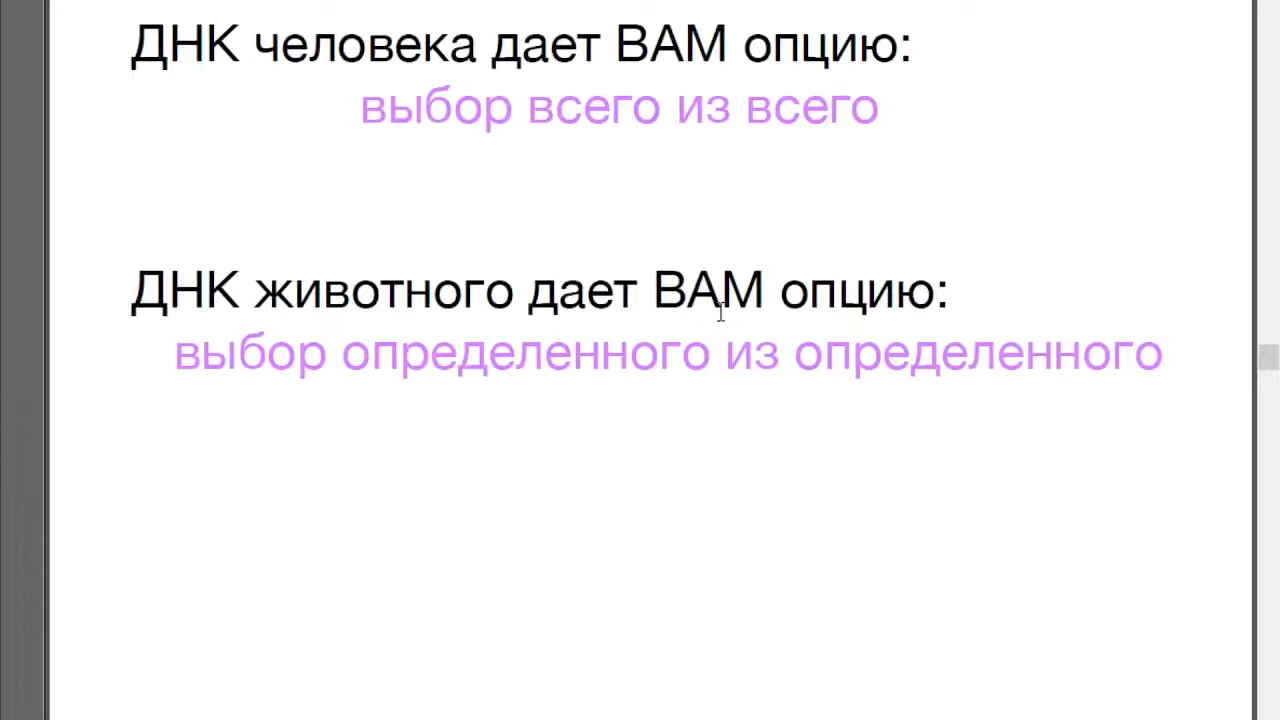 ДНК человека дает ВАМ опцию:
выбор всего из всего
ДНК животного дает ВАМ опцию:
выбор определенного из определенного